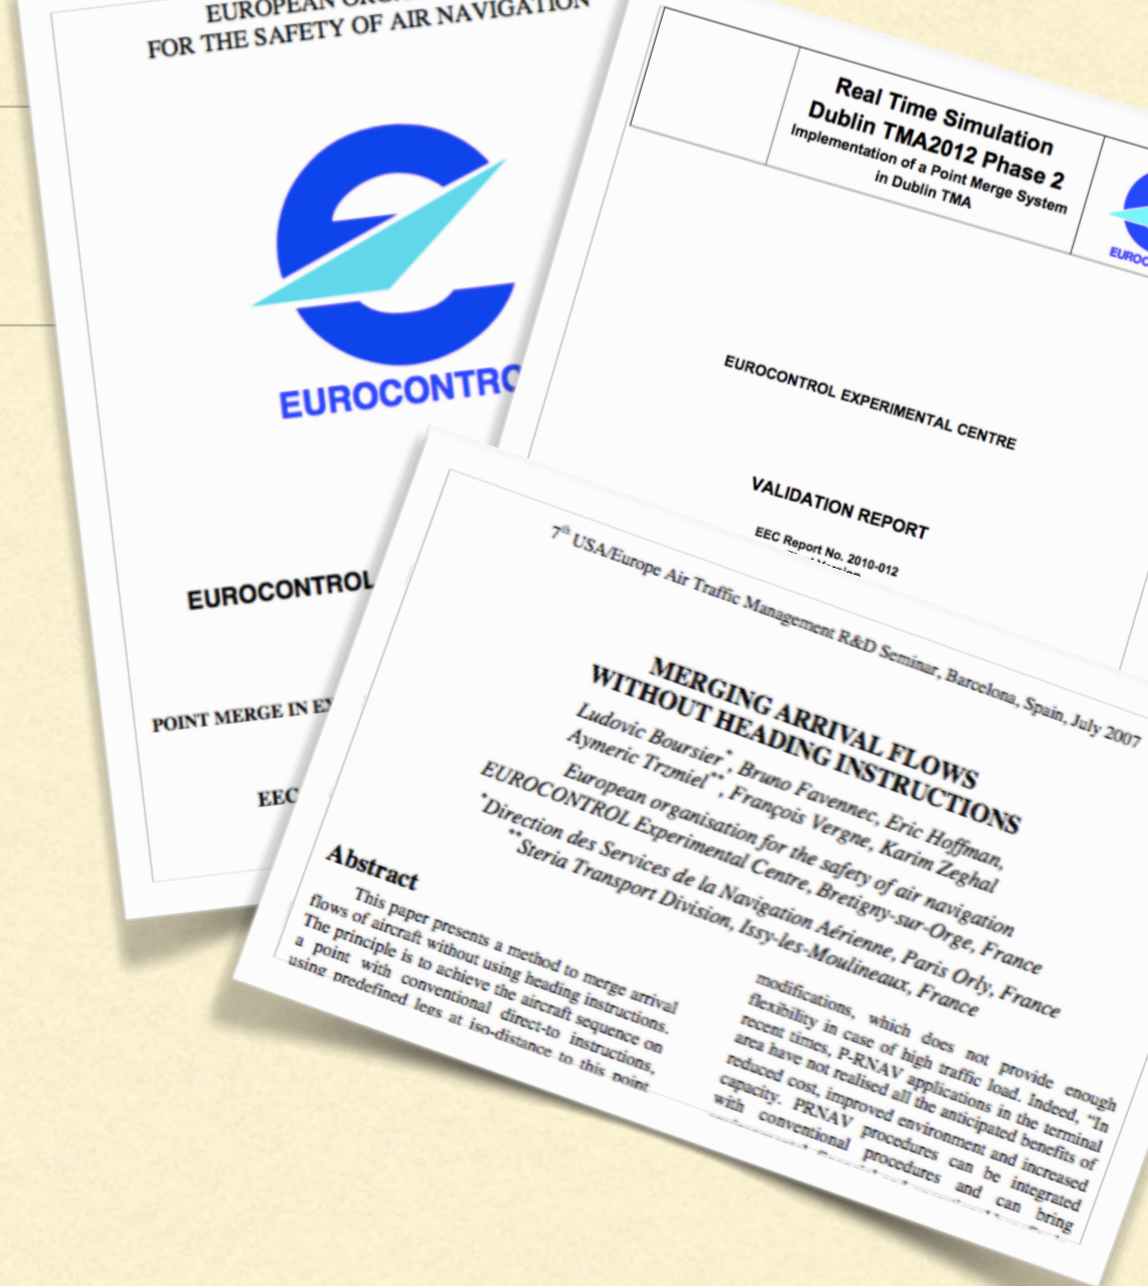 EUROPEAN
FOR THE SAFETY OF AIR NAVIGATION
EUROCONTRO
EUROCONTROL
POINT MERGE IN
EEC
Real Time Simulation
Dublin TMA2012 Phase 2
Implementation of a Point Merge System
in Dublin TMA
EUROC
EUROCONTROL EXPERIMENTAL CENTRE
VALIDATION REPORT
EEC Report No. 2010-012
7th USA/Europe Air Traffic Management R&D Seminar, Barcelona, Spain, July 2007
MERGING ARRIVAL FLOWS
WITHOUT HEADING INSTRUCTIONS
Ludovic Boursier*, Bruno Favennec, Eric Hoffman,
Aymeric Trzmiel**, François Vergne, Karim Zeghal
European organisation for the safety of air navigation
EUROCONTROL Experimental Centre, Bretigny-sur-Orge, France
*Direction des Services de la Navigation Aérienne, Paris Orly, France
**Steria Transport Division, Issy-les-Moulineaux, France
Abstract
This paper presents a method to merge arrival
flows of aircraft without using heading instructions.
The principle is to achieve the aircraft sequence on
a point with conventional direct-to instructions,
using predefined legs at iso-distance to this point
modifications, which does not provide enough
flexibility in case of high traffic load. Indeed, "In
recent times, P-RNAV applications in the terminal
area have not realised all the anticipated benefits of
reduced cost, improved environment and increased
capacity. PRNAV procedures can be integrated
with conventional procedures and can bring